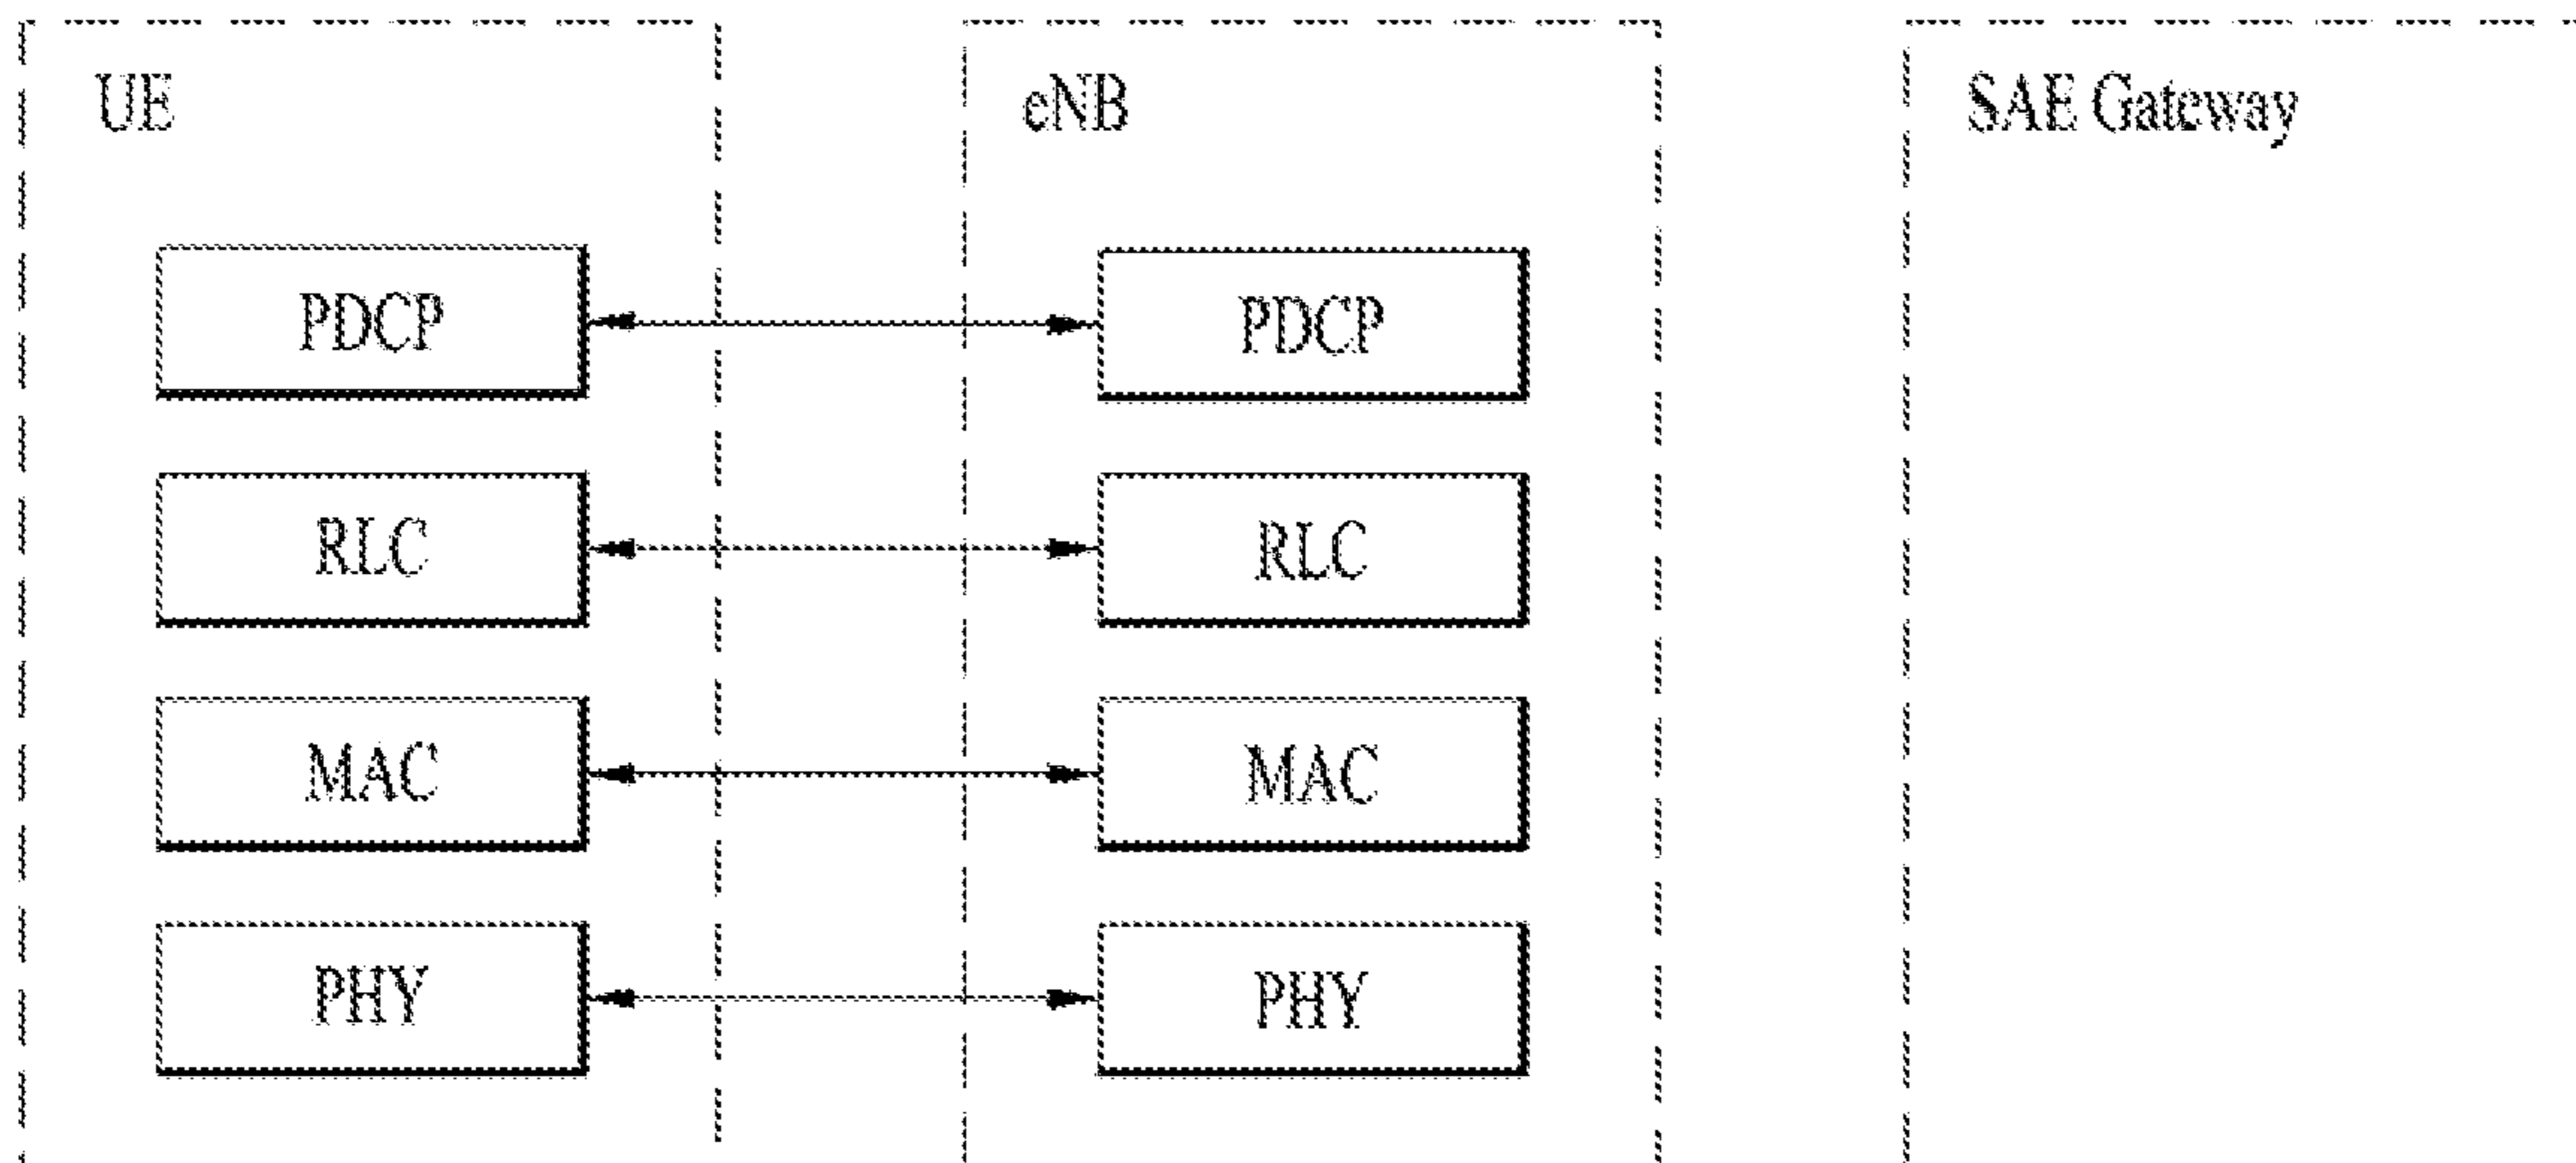 UE
eNB
SAE Gateway
PDCP
PDCP
RLC
RLC
MAC
MAC
PHY
PHY